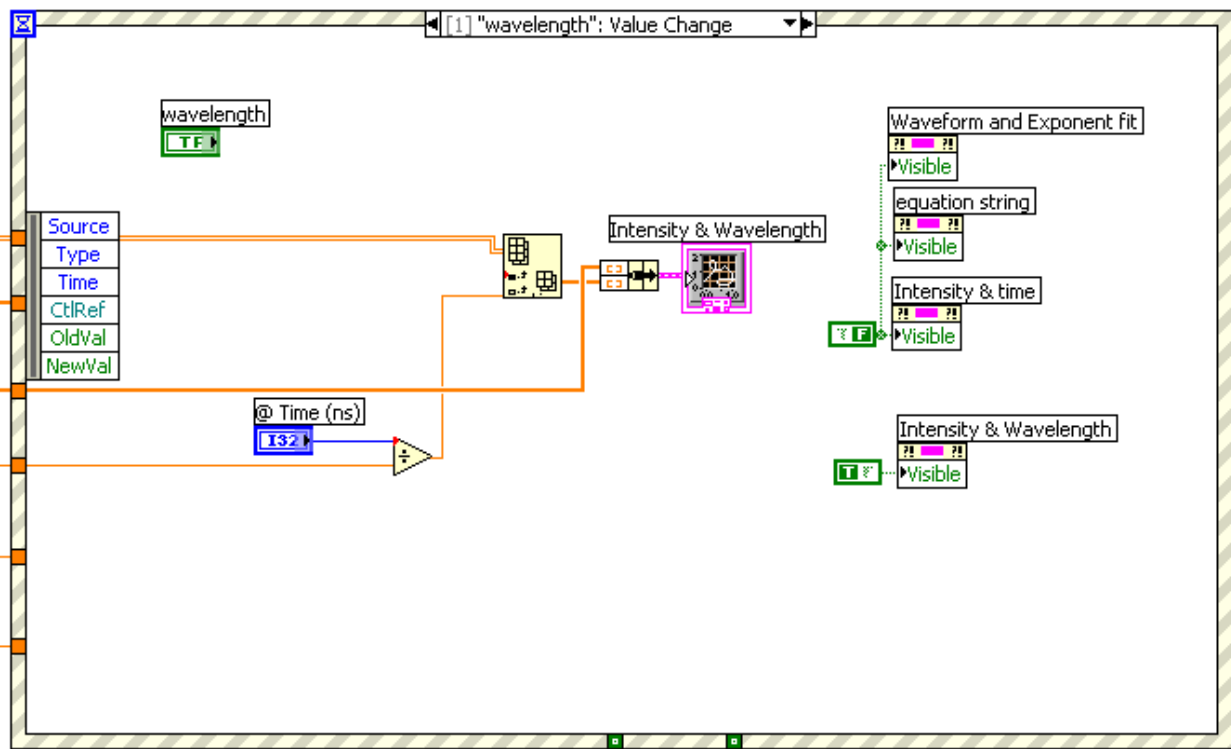 [1] "wavelength": Value Change
wavelength
TF
Waveform and Exponent fit
Visible
equation string
Visible
Source
Type
Time
CtlRef
OldVal
NewVal
Intensity & Wavelength
Intensity & time
F
Visible
@ Time (ns)
I32
÷
Intensity & Wavelength
T
Visible